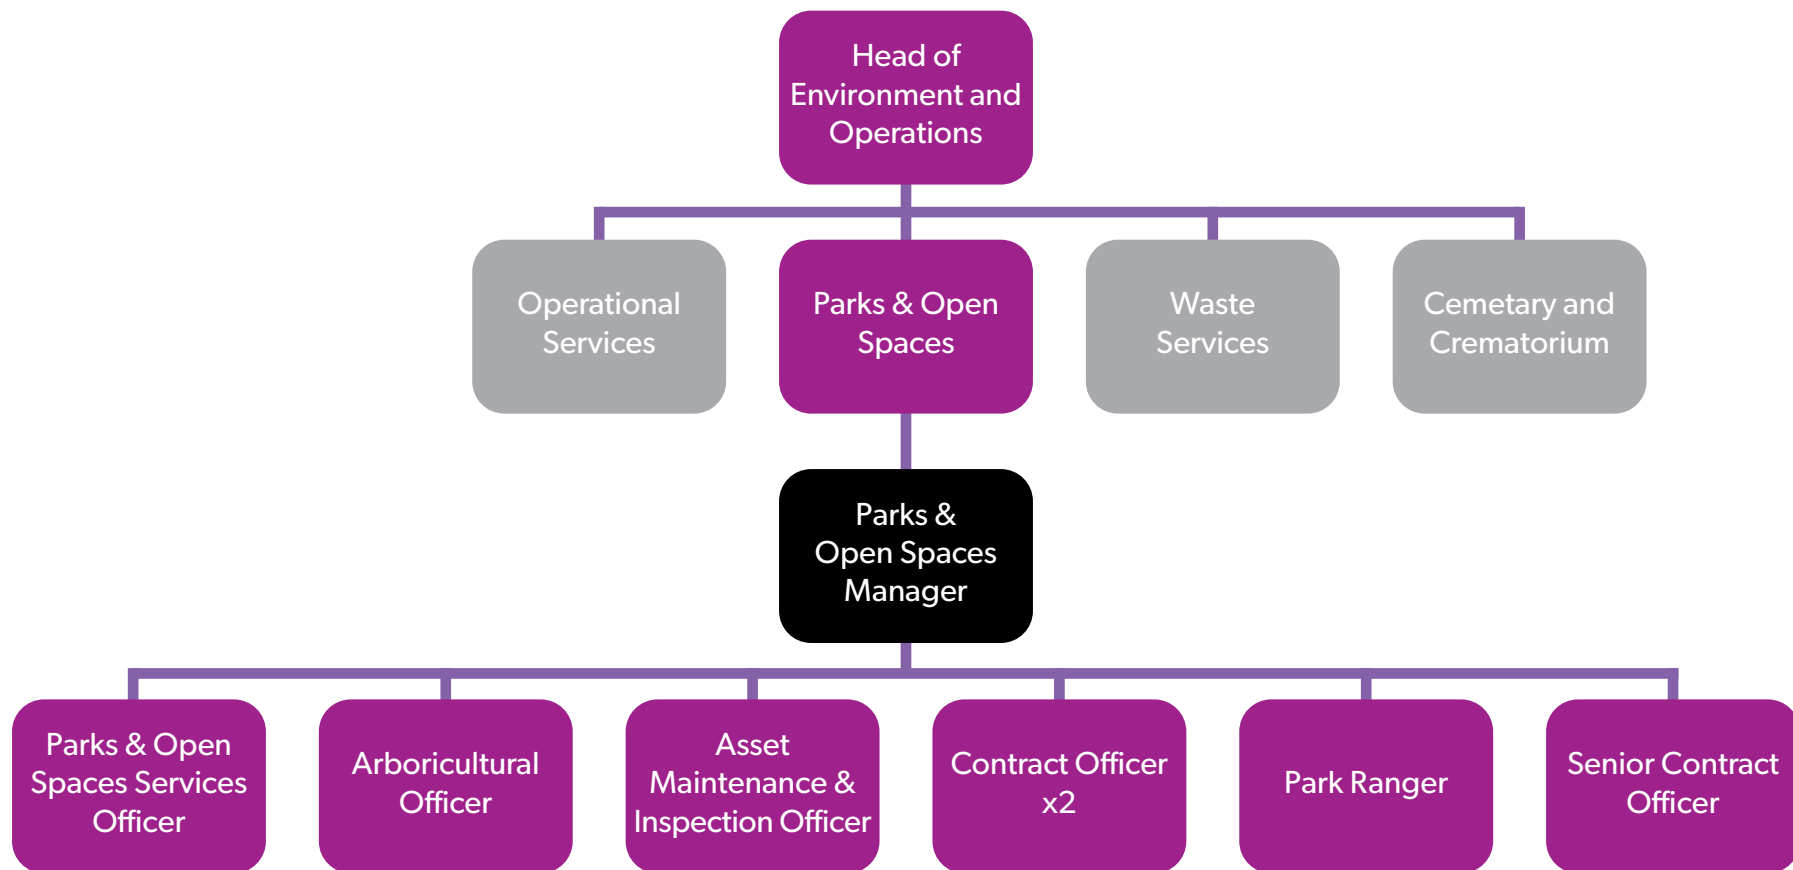 Head of
Environment and
Operations
Operational
Services
Parks & Open
Spaces
Waste
Services
Cemetary and
Crematorium
Parks &
Open Spaces
Manager
Parks & Open
Spaces Services
Officer
Arboricultural
Officer
Asset
Maintenance &
Inspection Officer
Contract Officer
x2
Park Ranger
Senior Contract
Officer